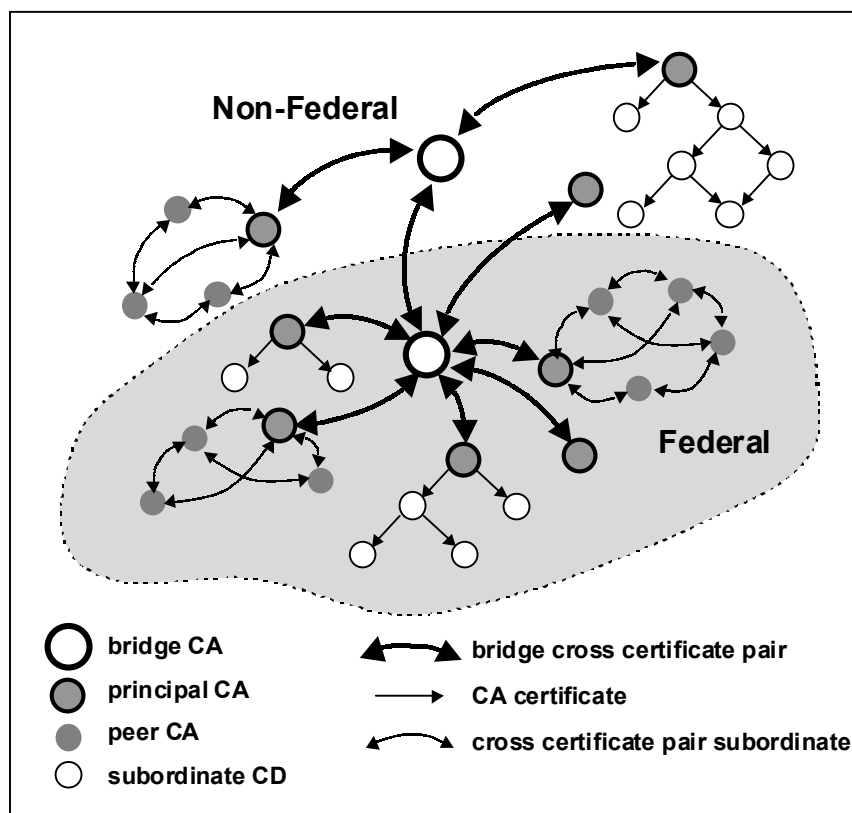 Non-Federal
Federal
bridge CA
principal CA
peer CA
subordinate CD
bridge cross certificate pair
CA certificate
cross certificate pair subordinate